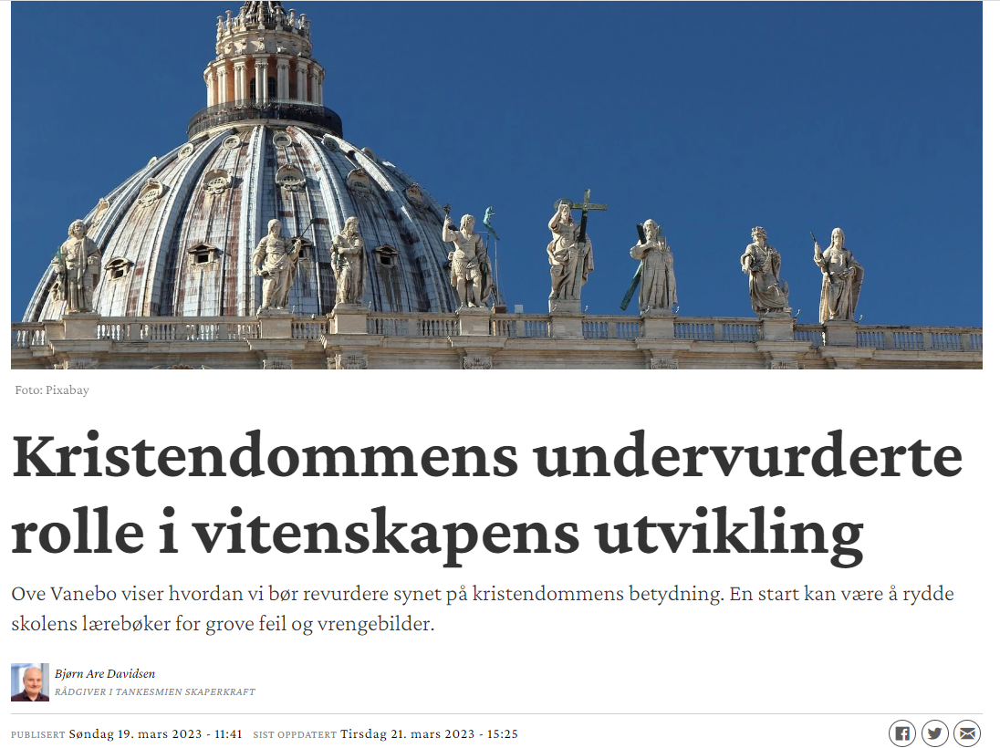 Foto: Pixabay
Kristendommens undervurderte
rolle i vitenskapens utvikling
Ove Vanebo viser hvordan vi bør revurdere synet på kristendommens betydning. En start kan være å rydde
skolens lærebøker for grove feil og vrengebilder.
Bjørn Are Davidsen
RÅDGIVER I TANKESMIEN SKAPERKRAFT
PUBLISERT Søndag 19. mars 2023 - 11:41 SIST OPPDATERT Tirsdag 21. mars 2023 - 15:25